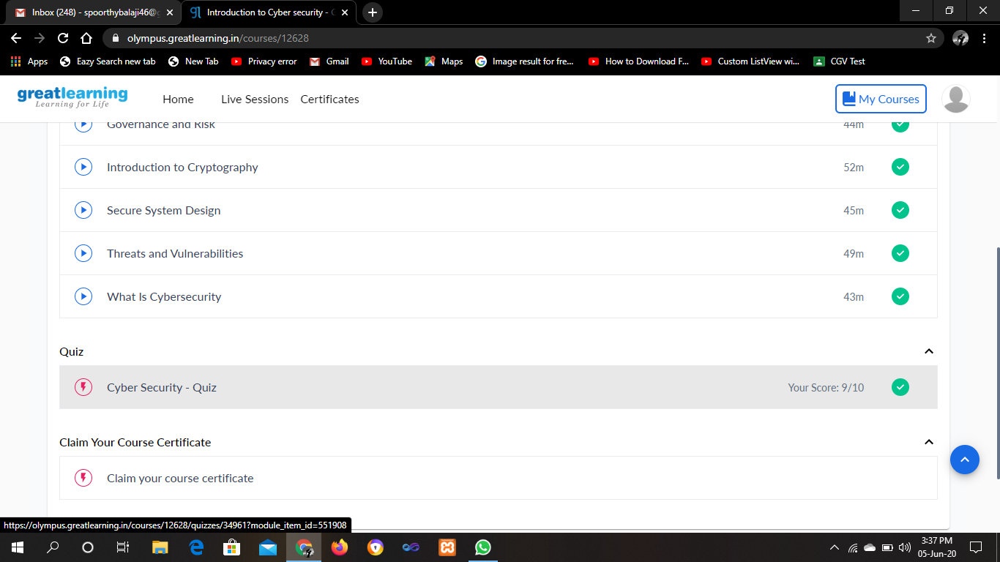 Inbox (248) - spoorthybalaji46@g
Introduction to Cyber security - G
olympus.greatlearning.in/courses/12628
Apps
Eazy Search new tab
New Tab
Privacy error
Gmail
YouTube
Maps
Image result for fre...
How to Download F...
Custom ListView wi...
CGV Test
greatlearning
Learning for Life
Home
Live Sessions
Certificates
My Courses
Governance and Risk 44m
Introduction to Cryptography 52m
Secure System Design 45m
Threats and Vulnerabilities 49m
What Is Cybersecurity 43m
Quiz
Cyber Security - Quiz Your Score: 9/10
Claim Your Course Certificate
Claim your course certificate
https://olympus.greatlearning.in/courses/12628/quizzes/34961?module_item_id=551908
3:37 PM
05-Jun-20